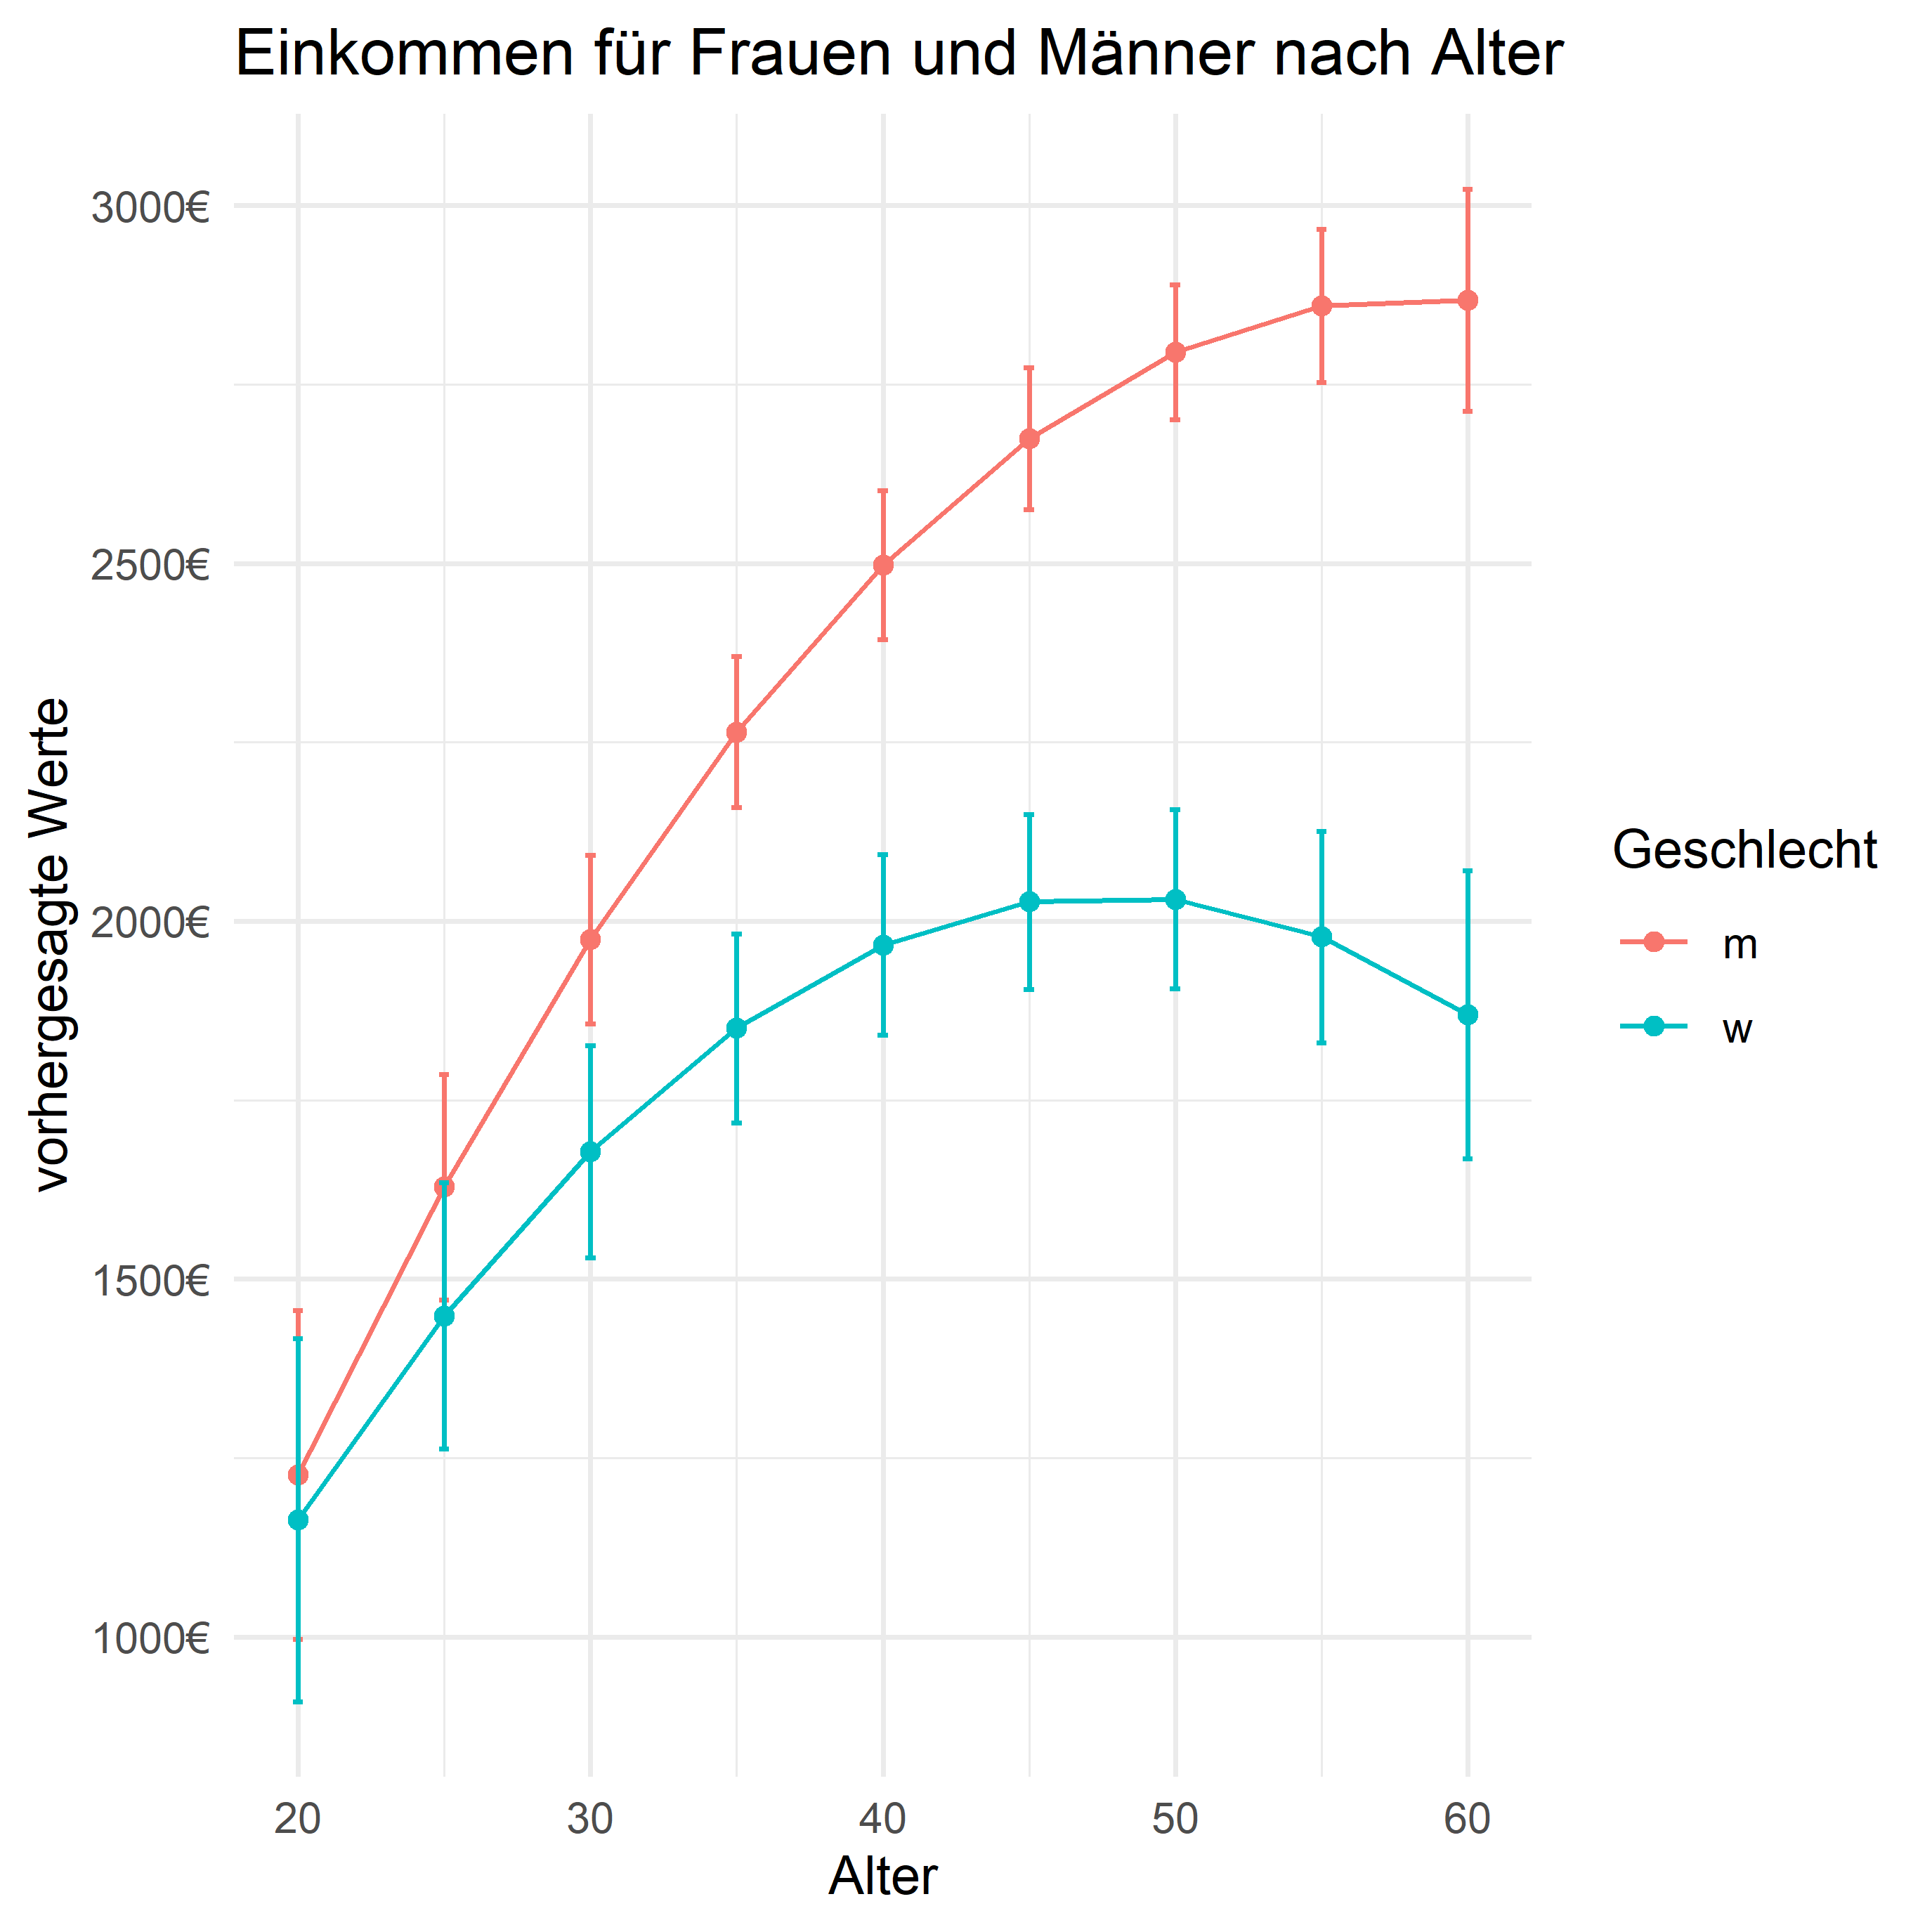 Einkommen für Frauen und Männer nach Alter
vorhergesagte Werte
3000€
2500€
2000€
1500€
1000€
20 30 40 50 60
Alter
Geschlecht
m
w